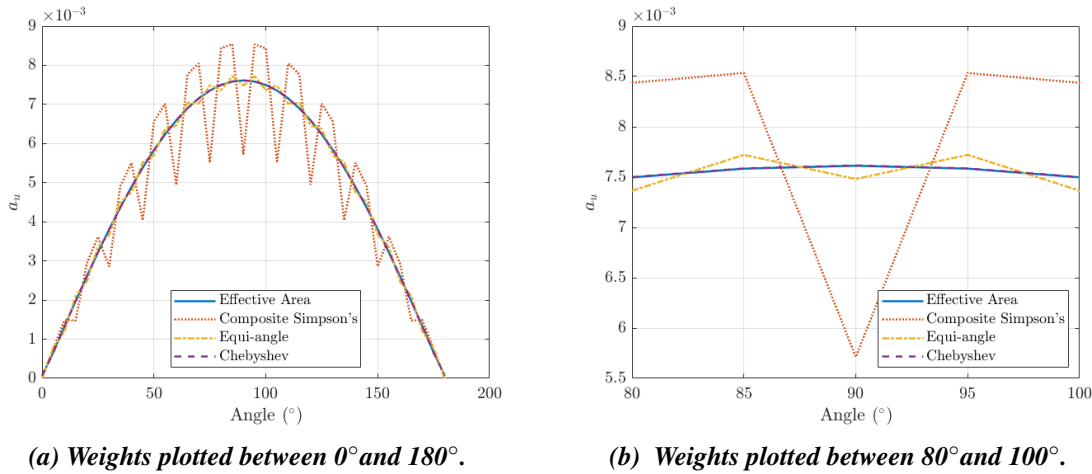 ×10⁻³
9
8
7
6
5
4
3
2
1
0
a_u
0 50 100 150 200
Angle (°)
Effective Area
Composite Simpson's
Equi-angle
Chebyshev
(a) Weights plotted between 0°and 180°.
×10⁻³
9
8.5
8
7.5
7
6.5
6
5.5
a_u
80 85 90 95 100
Angle (°)
Effective Area
Composite Simpson's
Equi-angle
Chebyshev
(b) Weights plotted between 80°and 100°.